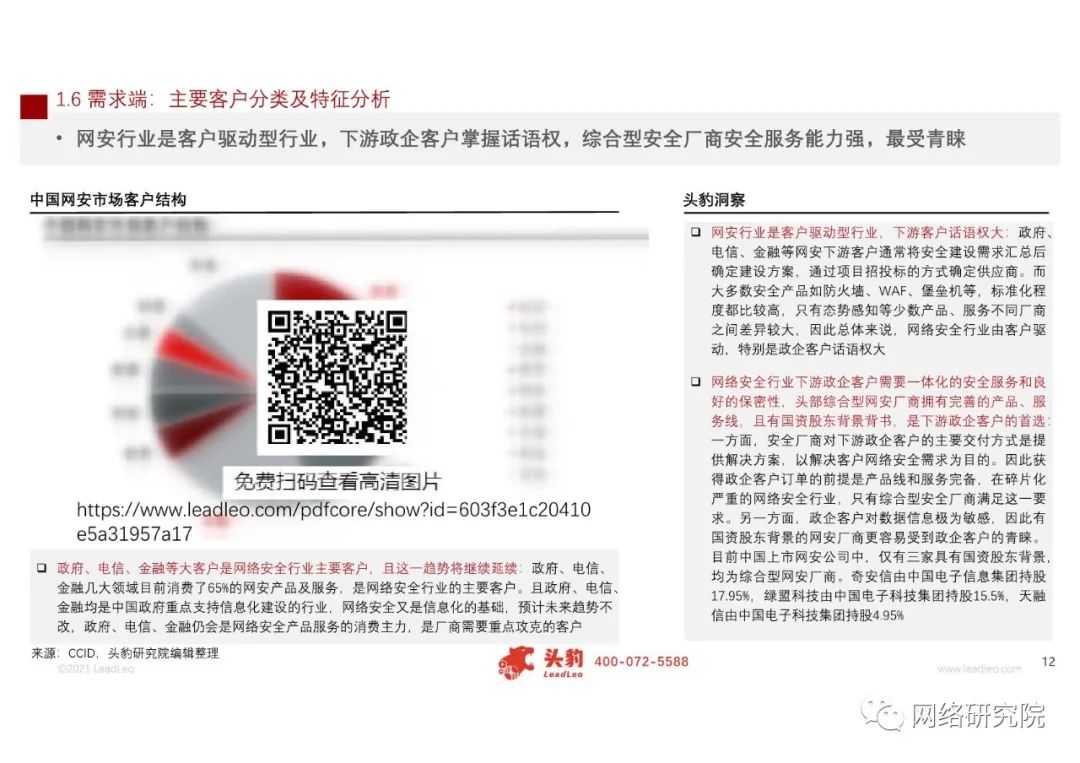 1.6 需求端：主要客户分类及特征分析
• 网安行业是客户驱动型行业，下游政企客户掌握话语权，综合型安全厂商安全服务能力强，最受青睐
中国网安市场客户结构
免费扫码查看高清图片
https://www.leadleo.com/pdfcore/show?id=603f3e1c20410
e5a31957a17
政府、电信、金融等大客户是网络安全行业主要客户，且这一趋势将继续延续：政府、电信、
金融几大领域目前消费了65%的网安产品及服务，是网络安全行业的主要客户。且政府、电信、
金融均是中国政府重点支持信息化建设的行业，网络安全又是信息化的基础，预计未来趋势不
改，政府、电信、金融仍会是网络安全产品服务的消费主力，是厂商需要重点攻克的客户
来源：CCID，头豹研究院编辑整理
©2021 LeadLeo
头豹洞察
网安行业是客户驱动型行业，下游客户话语权大：政府、
电信、金融等网安下游客户通常将安全建设需求汇总后
确定建设方案，通过项目招投标的方式确定供应商。而
大多数安全产品如防火墙、WAF、堡垒机等，标准化程
度都比较高，只有态势感知等少数产品、服务不同厂商
之间差异较大，因此总体来说，网络安全行业由客户驱
动，特别是政企客户话语权大
网络安全行业下游政企客户需要一体化的安全服务和良
好的保密性，头部综合型网安厂商拥有完善的产品、服
务线，且有国资股东背景背书，是下游政企客户的首选：
一方面，安全厂商对下游政企客户的主要交付方式是提
供解决方案，以解决客户网络安全需求为目的。因此获
得政企客户订单的前提是产品线和服务完备，在碎片化
严重的网络安全行业，只有综合型安全厂商满足这一要
求。另一方面，政企客户对数据信息极为敏感，因此有
国资股东背景的网安厂商更容易受到政企客户的青睐。
目前中国上市网安公司中，仅有三家具有国资股东背景，
均为综合型网安厂商。奇安信由中国电子信息集团持股
17.95%，绿盟科技由中国电子科技集团持股15.5%，天融
信由中国电子科技集团持股4.95%
头豹
LeadLeo
400-072-5588
www.leadleo.com
12
网络研究院